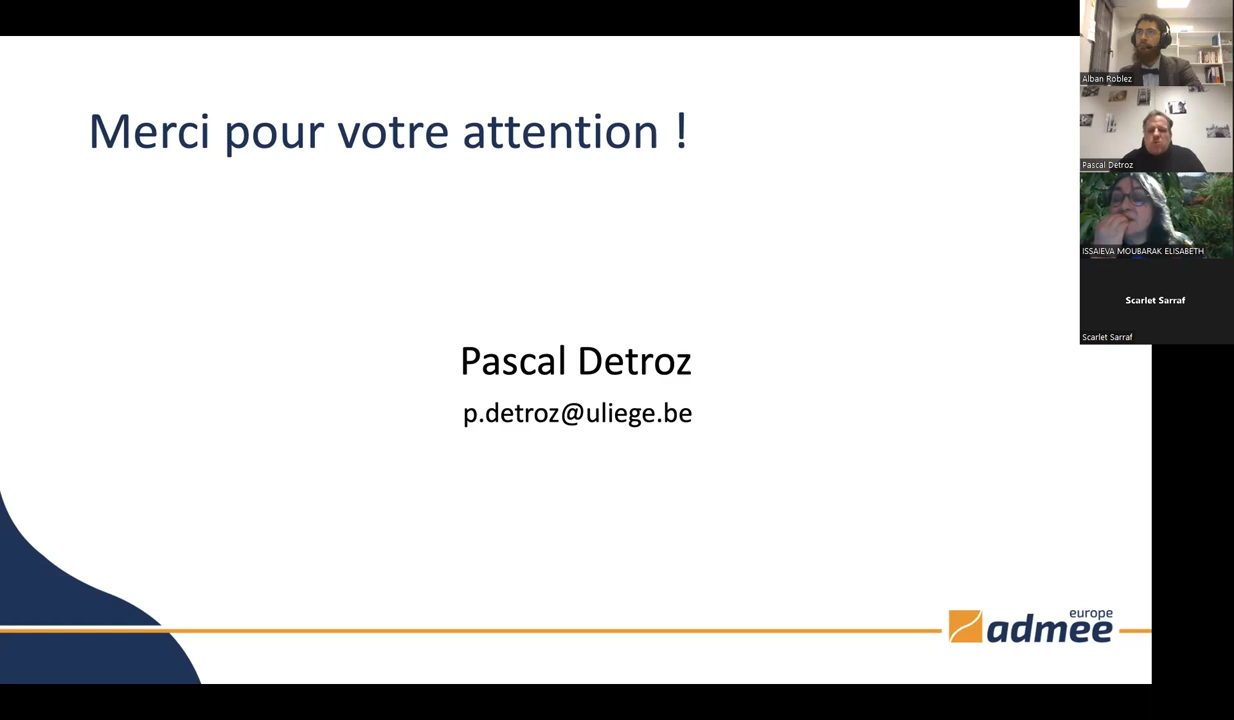 Merci pour votre attention !
Pascal Detroz
p.detroz@uliege.be
europe
admee
Alban Roblez
Pascal Detroz
ISSAIEVA MOUBARAK ELISABETH
Scarlet Sarraf
Scarlet Sarraf